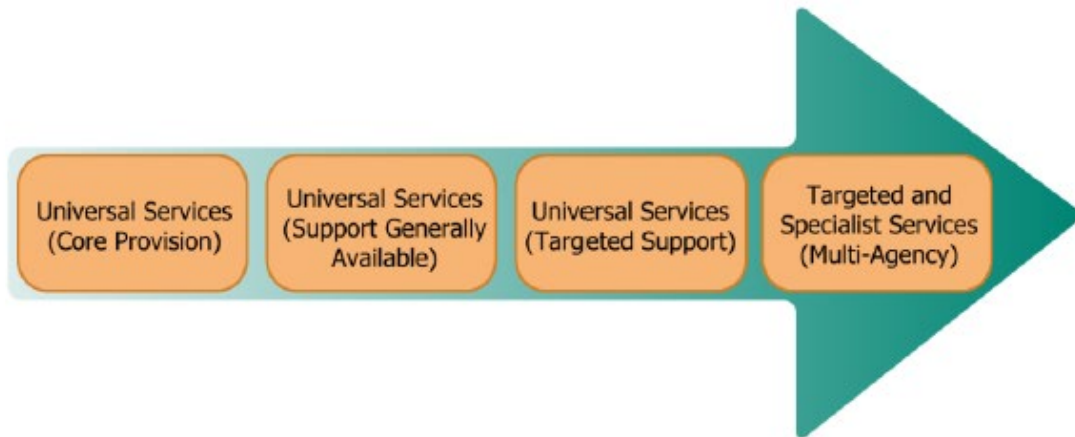 Universal Services
(Core Provision)
Universal Services
(Support Generally
Available)
Universal Services
(Targeted Support)
Targeted and
Specialist Services
(Multi-Agency)